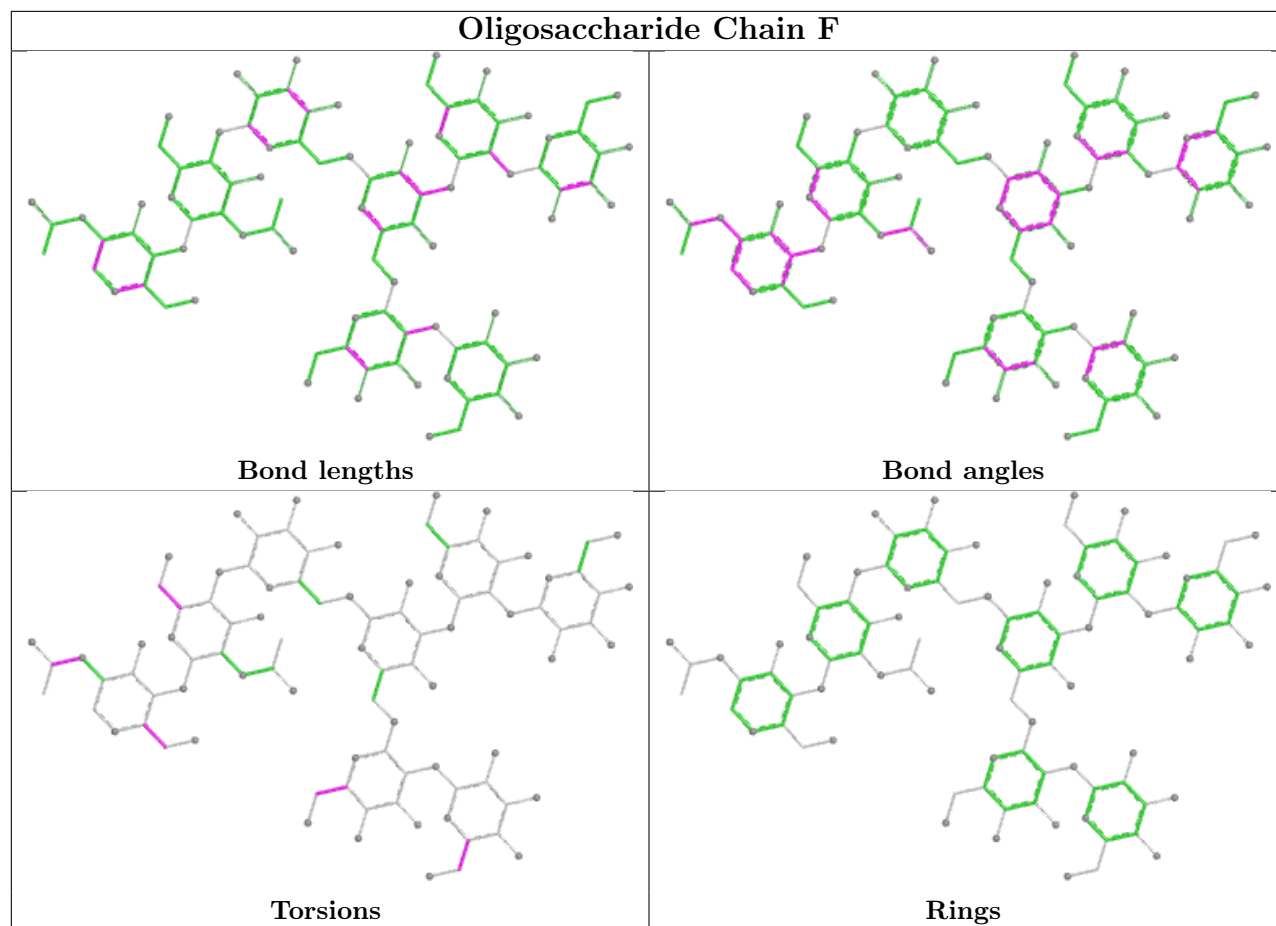 Oligosaccharide Chain F
Bond lengths
Bond angles
Torsions
Rings